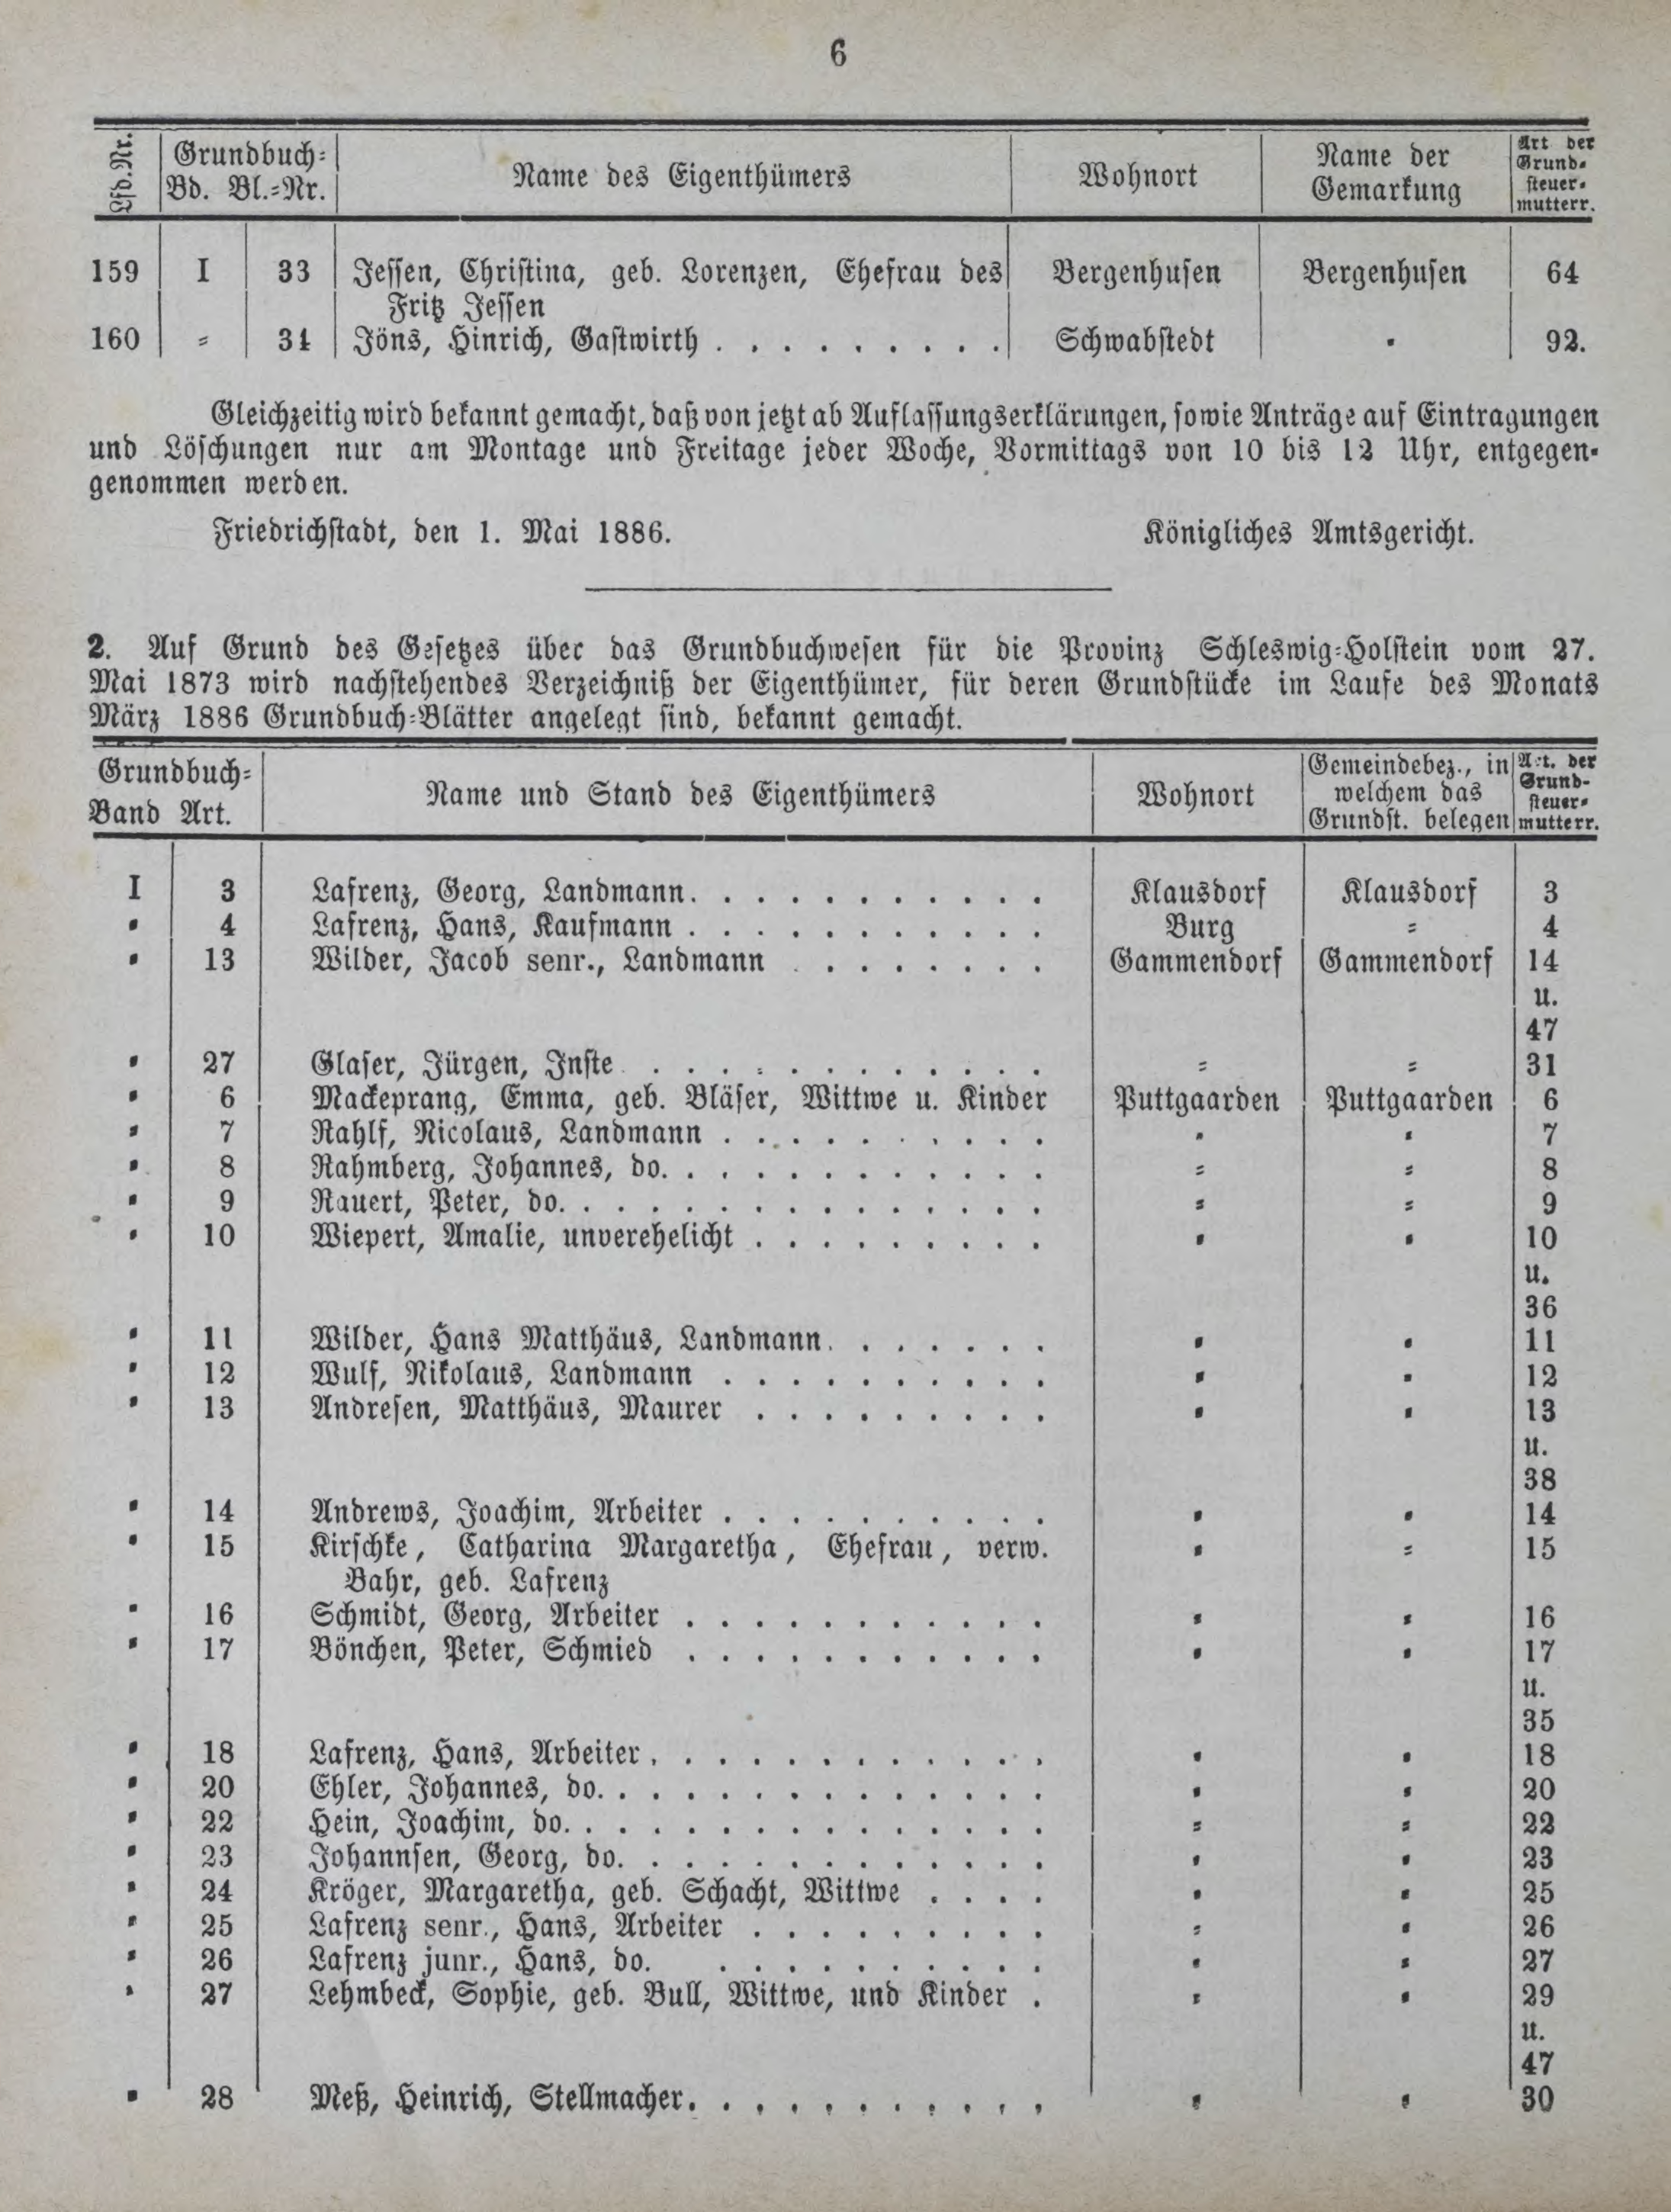 6
Lfd. Nr. Grundbuch= Bd. Bl.=Nr. Name des Eigenthümers Wohnort Name der Gemarkung Art der Grund= steuer= mutterr.
159 I 33 Jessen, Christina, geb. Lorenzen, Ehefrau des Bergenhusen Bergenhusen 64
Fritz Jessen
160 = 34 Jöns, Hinrich, Gastwirth . . . . . . . . . Schwabstedt = 92.
Gleichzeitig wird bekannt gemacht, daß von jetzt ab Auflassungserklärungen, sowie Anträge auf Eintragungen
und Löschungen nur am Montage und Freitage jeder Woche, Vormittags von 10 bis 12 Uhr, entgegen=
genommen werden.
Friedrichstadt, den 1. Mai 1886. Königliches Amtsgericht.
2. Auf Grund des Gesetzes über das Grundbuchwesen für die Provinz Schleswig=Holstein vom 27.
Mai 1873 wird nachstehendes Verzeichniß der Eigenthümer, für deren Grundstücke im Laufe des Monats
März 1886 Grundbuch=Blätter angelegt sind, bekannt gemacht.
Grundbuch= Band Art. Name und Stand des Eigenthümers Wohnort Gemeindebez., in welchem das Grundst. belegen Art. der Grund= steuer= mutterr.
I 3 Lafrenz, Georg, Landmann . . . . . . . . . . . Klausdorf Klausdorf 3
= 4 Lafrenz, Hans, Kaufmann . . . . . . . . . . . Burg = 4
= 13 Wilder, Jacob senr., Landmann . . . . . . . . Gammendorf Gammendorf 14
u.
47
= 27 Glaser, Jürgen, Inste . . . . . . . . . . . . . = = 31
= 6 Mackeprang, Emma, geb. Bläser, Wittwe u. Kinder Puttgaarden Puttgaarden 6
= 7 Rahlf, Nicolaus, Landmann . . . . . . . . . . = = 7
= 8 Rahmberg, Johannes, do. . . . . . . . . . . . = = 8
= 9 Rauert, Peter, do. . . . . . . . . . . . . . . = = 9
= 10 Wiepert, Amalie, unverehelicht . . . . . . . . . = = 10
u.
36
= 11 Wilder, Hans Matthäus, Landmann . . . . . . . = = 11
= 12 Wulf, Nikolaus, Landmann . . . . . . . . . . = = 12
= 13 Andresen, Matthäus, Maurer . . . . . . . . . = = 13
u.
38
= 14 Andrews, Joachim, Arbeiter . . . . . . . . . . = = 14
= 15 Kirschke, Catharina Margaretha, Ehefrau, verw. = = 15
Bahr, geb. Lafrenz
= 16 Schmidt, Georg, Arbeiter . . . . . . . . . . . = = 16
= 17 Bönchen, Peter, Schmied . . . . . . . . . . . = = 17
u.
35
= 18 Lafrenz, Hans, Arbeiter . . . . . . . . . . . . = = 18
= 20 Ehler, Johannes, do. . . . . . . . . . . . . . = = 20
= 22 Hein, Joachim, do. . . . . . . . . . . . . . . = = 22
= 23 Johannsen, Georg, do. . . . . . . . . . . . . = = 23
= 24 Kröger, Margaretha, geb. Schacht, Wittwe . . . . = = 25
= 25 Lafrenz senr., Hans, Arbeiter . . . . . . . . . = = 26
= 26 Lafrenz junr., Hans, do. . . . . . . . . . . = = 27
= 27 Lehmbeck, Sophie, geb. Bull, Wittwe, und Kinder . = = 29
u.
47
= 28 Meß, Heinrich, Stellmacher . . . . . . . . . . . = = 30